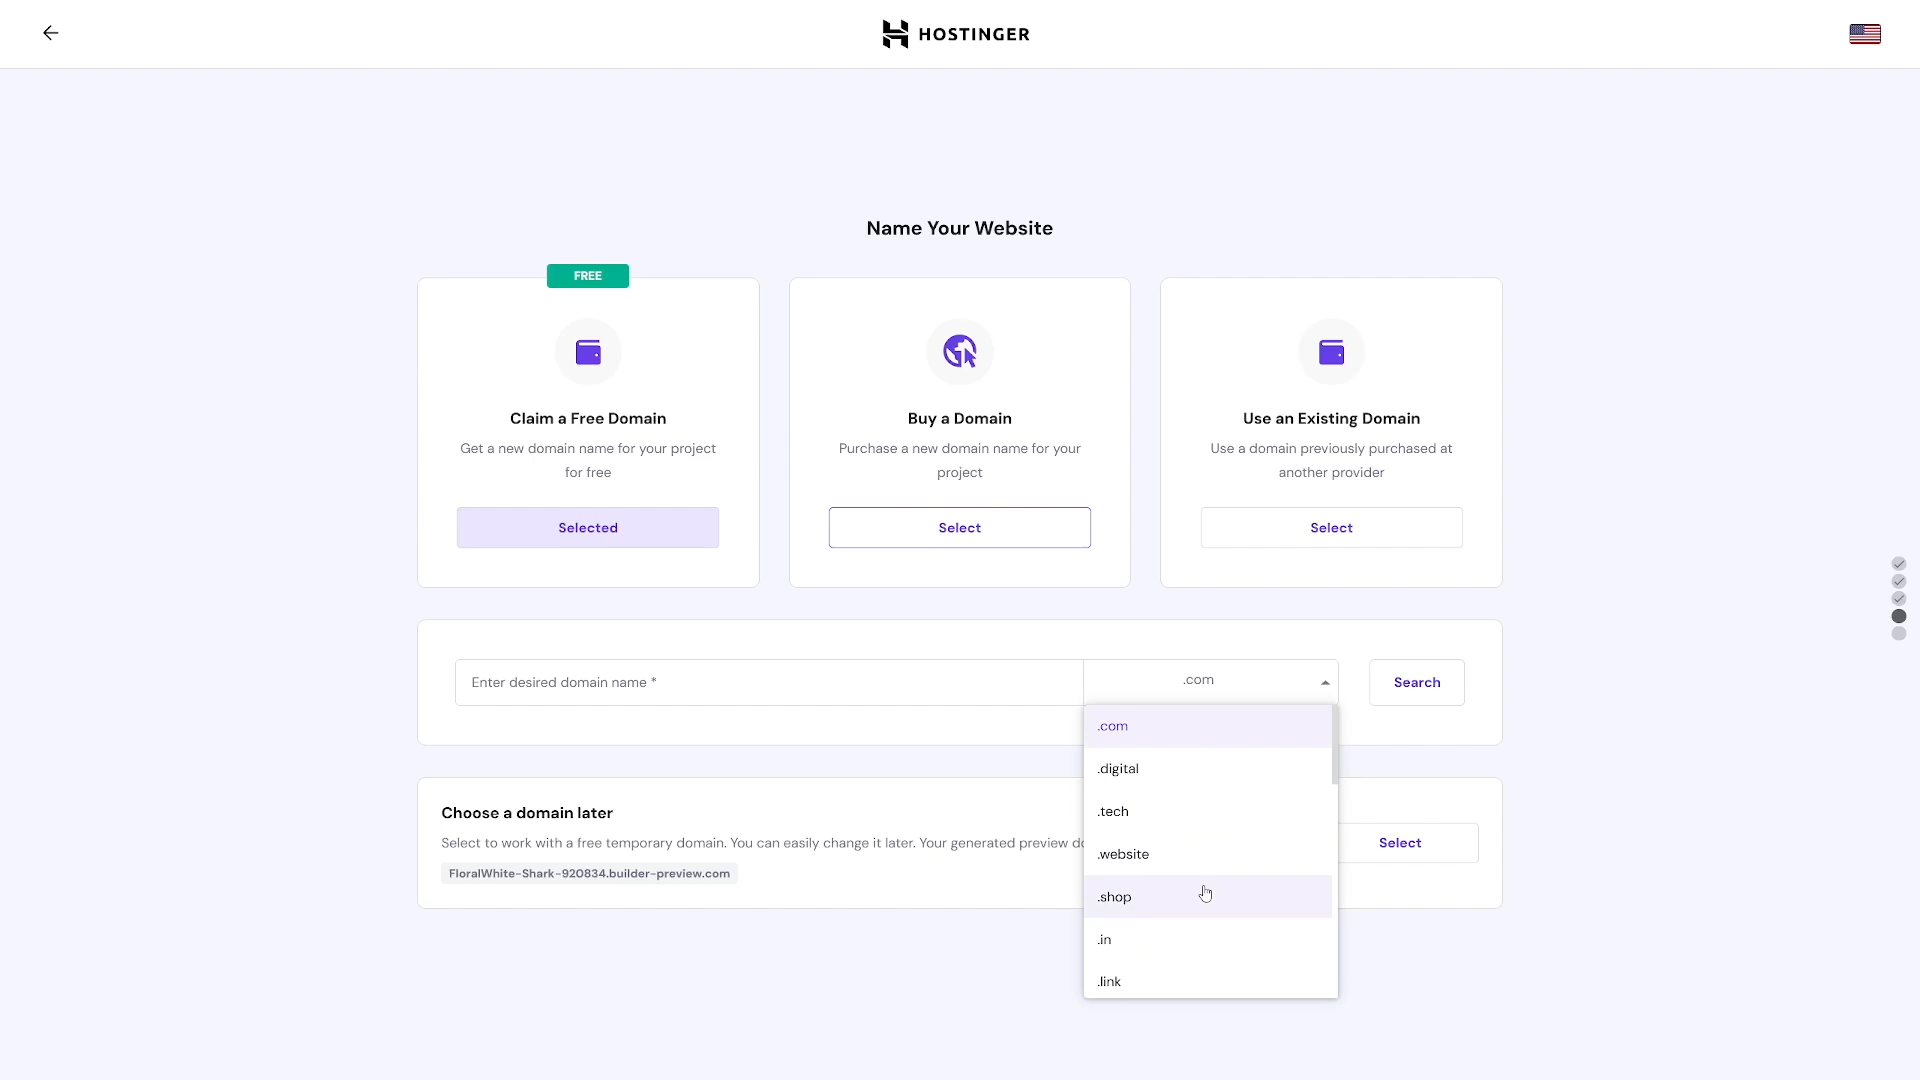 HOSTINGER
Name Your Website
FREE
Claim a Free Domain
Get a new domain name for your project
for free
Selected
Buy a Domain
Purchase a new domain name for your
project
Select
Use an Existing Domain
Use a domain previously purchased at
another provider
Select
Enter desired domain name *
.com
Search
.com
.digital
.tech
.website
.shop
.in
.link
Choose a domain later
Select to work with a free temporary domain. You can easily change it later. Your generated preview
FloralWhite-Shark-920834.builder-preview.com
Select